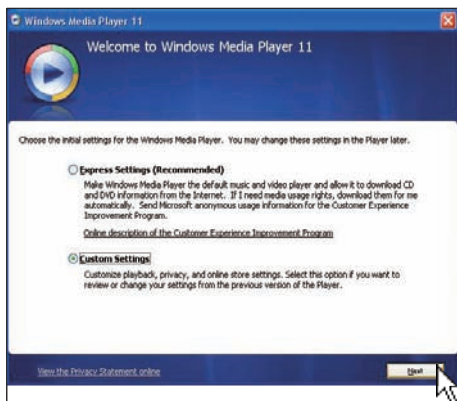 Windows Media Player 11
Welcome to Windows Media Player 11
Choose the initial settings for the Windows Media Player. You may change these settings in the Player later.
Express Settings (Recommended)
Make Windows Media Player the default music and video player and allow it to download CD
and DVD information from the Internet. If I need media usage rights, download them for me
automatically. Send Microsoft anonymous usage information for the Customer Experience
Improvement Program.
Online description of the Customer Experience Improvement Program
Custom Settings
Customize playback, privacy, and online store settings. Select this option if you want to
review or change your settings from the previous version of the Player.
View the Privacy Statement online
Next